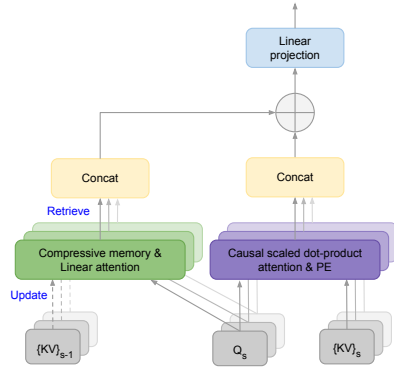 Linear
projection
Concat
Concat
Retrieve
Compressive memory &
Linear attention
Causal scaled dot-product
attention & PE
Update
{KV}s-1
Qs
{KV}s